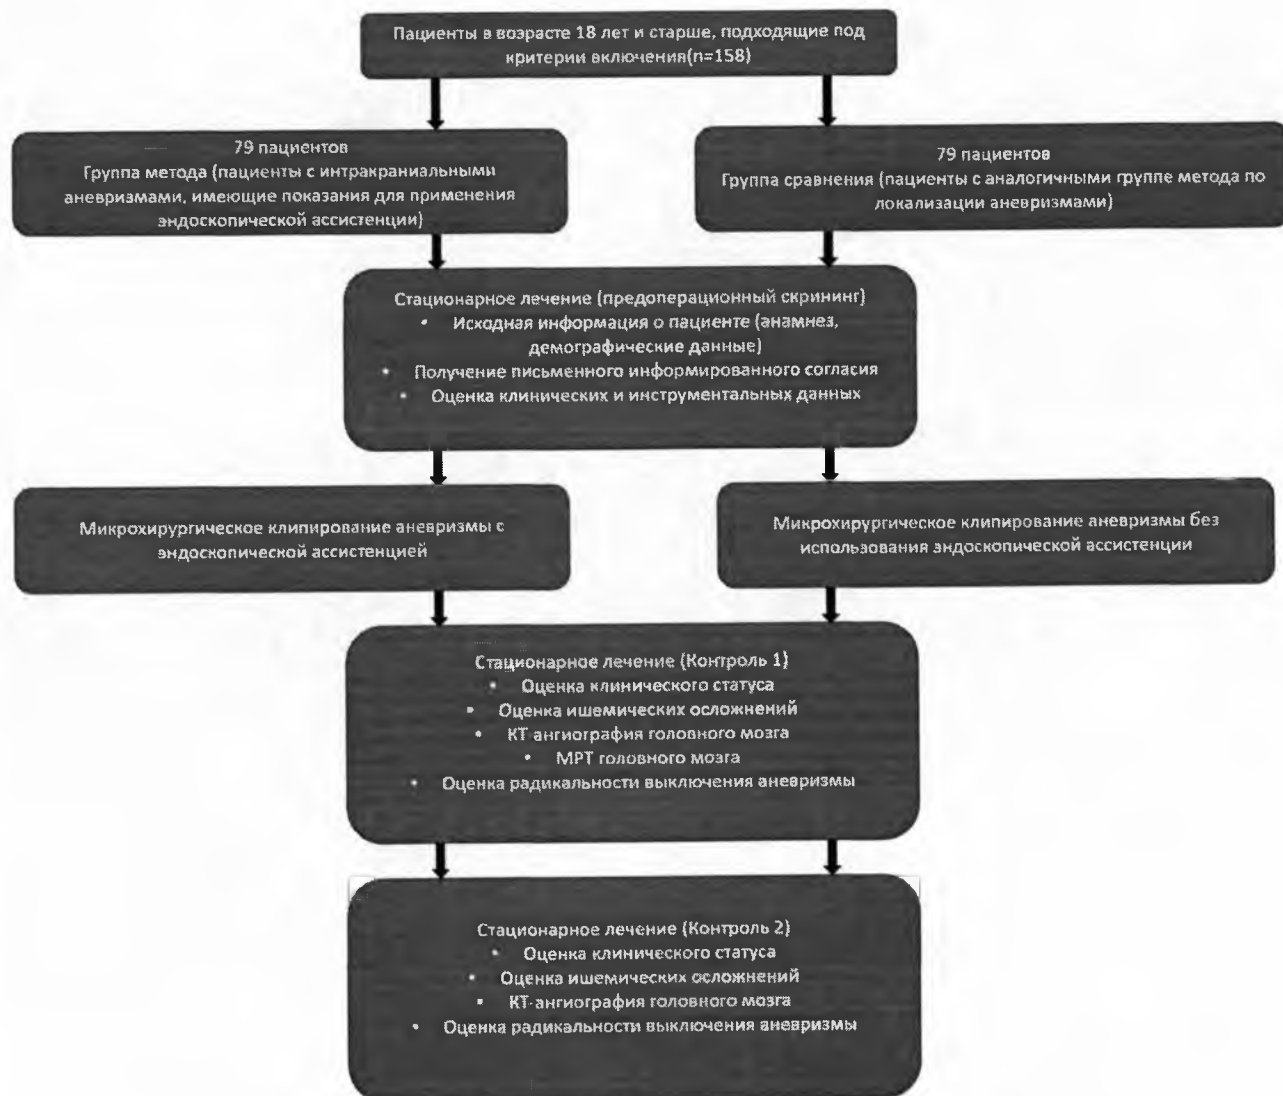 Пациенты в возрасте 18 лет и старше, подходящие под
критерии включения(n=158)
79 пациентов
Группа метода (пациенты с интракраниальными
аневризмами, имеющие показания для применения
эндоскопической ассистенции)
79 пациентов
Группа сравнения (пациенты с аналогичными группе метода по
локализации аневризмами)
Стационарное лечение (предоперационный скрининг)
• Исходная информация о пациенте (анамнез,
демографические данные)
• Получение письменного информированного согласия
• Оценка клинических и инструментальных данных
Микрохирургическое клипирование аневризмы с
эндоскопической ассистенцией
Микрохирургическое клипирование аневризмы без
использования эндоскопической ассистенции
Стационарное лечение (Контроль 1)
• Оценка клинического статуса
• Оценка ишемических осложнений
• КТ ангиография головного мозга
• МРТ головного мозга
• Оценка радикальности выключения аневризмы
Стационарное лечение (Контроль 2)
• Оценка клинического статуса
• Оценка ишемических осложнений
• КТ-ангиография головного мозга
• Оценка радикальности выключения аневризмы